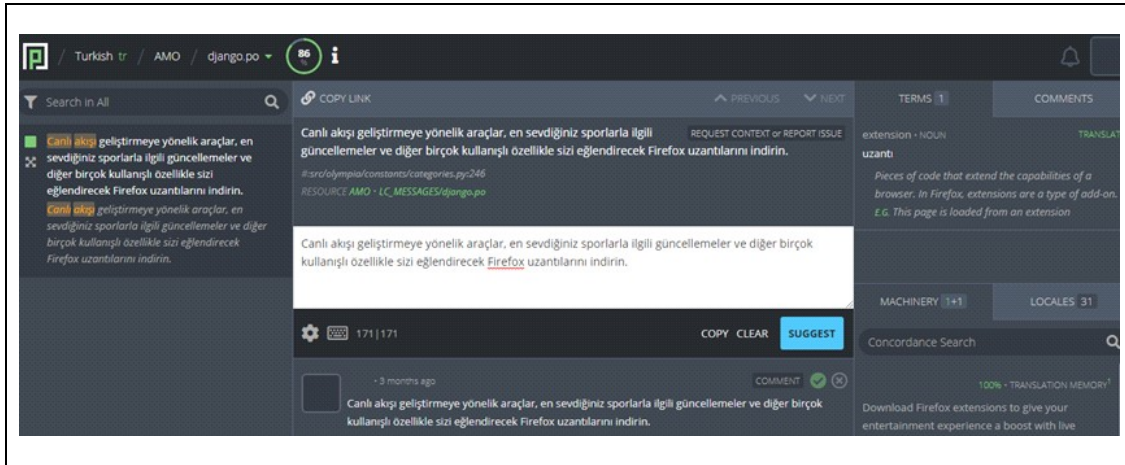 Turkish tr / AMO / django.po
86
%
i
Search in All
Canlı akışı geliştirmeye yönelik araçlar, en
sevdiğiniz sporlarla ilgili güncellemeler ve
diğer birçok kullanışlı özellikle sizi
eğlendirecek Firefox uzantılarını indirin.
Canlı akışı geliştirmeye yönelik araçlar, en
sevdiğiniz sporlarla ilgili güncellemeler ve diğer
birçok kullanışlı özellikle sizi eğlendirecek
Firefox uzantılarını indirin.
COPY LINK
PREVIOUS
NEXT
Canlı akışı geliştirmeye yönelik araçlar, en sevdiğiniz sporlarla ilgili
REQUEST CONTEXT or REPORT ISSUE
güncellemeler ve diğer birçok kullanışlı özellikle sizi eğlendirecek Firefox uzantılarını indirin.
#:src/olympia/constants/categories.py:246
RESOURCE AMO • LC_MESSAGES/django.po
Canlı akışı geliştirmeye yönelik araçlar, en sevdiğiniz sporlarla ilgili güncellemeler ve diğer birçok
kullanışlı özellikle sizi eğlendirecek Firefox uzantılarını indirin.
171|171
COPY CLEAR SUGGEST
• 3 months ago
COMMENT
Canlı akışı geliştirmeye yönelik araçlar, en sevdiğiniz sporlarla ilgili güncellemeler ve diğer birçok
kullanışlı özellikle sizi eğlendirecek Firefox uzantılarını indirin.
TERMS 1
COMMENTS
extension • NOUN
TRANSLAT
uzantı
Pieces of code that extend the capabilities of a
browser. In Firefox, extensions are a type of add-on.
E.G. This page is loaded from an extension
MACHINERY 1+1
LOCALES 31
Concordance Search
100% • TRANSLATION MEMORY1
Download Firefox extensions to give your
entertainment experience a boost with live